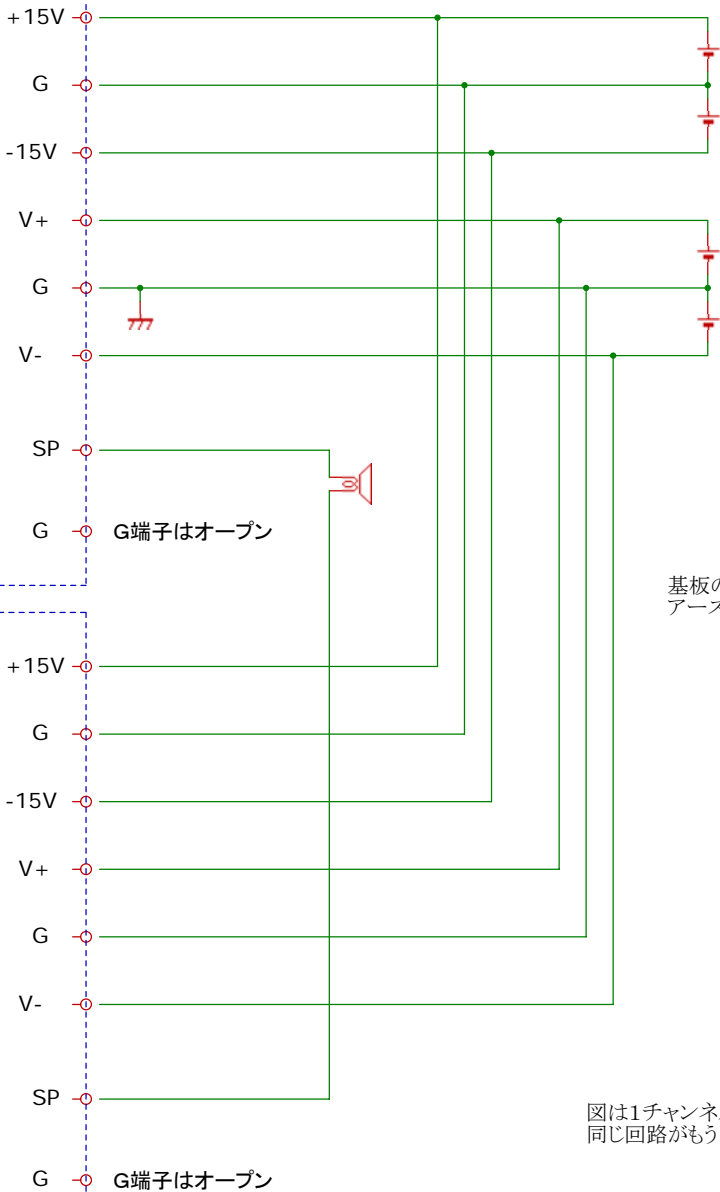 +15V
G
-15V
V+
G
V-
SP
G G端子はオープン
基板の
アース
+15V
G
-15V
V+
G
V-
SP
図は1チャンネ
同じ回路がもう
G G端子はオープン